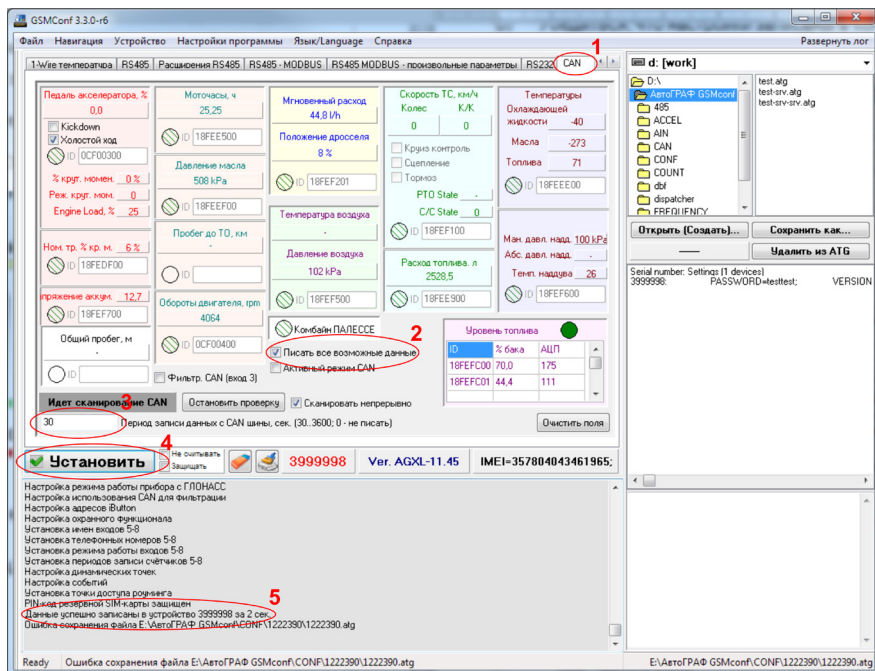 GSMConf 3.3.0-r6
Файл Навигация Устройство Настройки программы Язык/Language Справка Развернуть лог
1
1-Wire температура RS485 Расширения RS485 RS485 - MODBUS RS485 MODBUS - произвольные параметры RS232 CAN
d: [work]
D:\
АвтоГРАФ GSMconf
485
ACCEL
AIN
CAN
CONF
COUNT
dbf
dispatcher
FREQUENCY
test.atg
test-srv.atg
test-srv-srv.atg
Открыть (Создать)... Сохранить как...
Удалить из ATG
Serial number: Settings (1 devices)
3999998: PASSWORD=testtest; VERSION
Педаль акселератора, %
0,0
Kickdown
Холостой ход
ID 0CF00300
% крут. момен. 0 %
Реж. крут. мом. 0
Engine Load, % 25
Ном. тр. % кр. м. 6 %
ID 18FEDF00
пряжение аккум. 12,7
ID 18FEF700
Общий пробег, м
-
ID
Моточасы, ч
25,25
ID 18FEE500
Давление масла
508 kPa
ID 18FEEF00
Пробег до ТО, км
-
ID
Обороты двигателя, rpm
4064
ID 0CF00400
Фильтр. CAN (вход 3)
Мгновенный расход
44,8 l/h
Положение дросселя
8 %
ID 18FEF201
Температура воздуха
-
Давление воздуха
102 kPa
ID 18FEF500
Комбайн ПАЛЕССЕ
2
Писать все возможные данные
Активный режим CAN
Скорость ТС, км/ч
Колес К/К
0 0
Круиз контроль
Сцепление
Тормоз
PTO State -
C/C State 0
ID 18FEF100
Расход топлива. л
2528,5
ID 18FEE900
Температуры
Охлаждающей
жидкости -40
Масла -273
Топлива 71
ID 18FEEE00
Ман. давл. надд. 100 kPa
Абс. давл. надд. -
Темп. наддува 26
ID 18FEF600
Уровень топлива
ID % бака АЦП
18FEFC00 70,0 175
18FEFC01 44,4 111
Идет сканирование CAN Остановить проверку Сканировать непрерывно
3
30 Период записи данных с CAN шины, сек. (30..3600; 0 - не писать) Очистить поля
4
Установить Не считывать
Защищать
3999998 Ver. AGXL-11.45 IMEI=357804043461965;
Настройка режима работы прибора с ГЛОНАСС
Настройка использования CAN для фильтрации
Настройка адресов iButton
Настройка охранного функционала
Установка имен входов 5-8
Установка телефонных номеров 5-8
Установка режима работы входов 5-8
Установка периодов записи счётчиков 5-8
Настройка динамических точек
Настройка событий
Установка точки доступа роуминга
PIN-код резервной SIM-карты защищен
5
Данные успешно записаны в устройство 3999998 за 2 сек.
Ошибка сохранения файла E:\АвтоГРАФ GSMconf\CONF\1222390\1222390.atg
Ready Ошибка сохранения файла E:\АвтоГРАФ GSMconf\CONF\1222390\1222390.atg E:\АвтоГРАФ GSMconf\CONF\1222390\1222390.atg